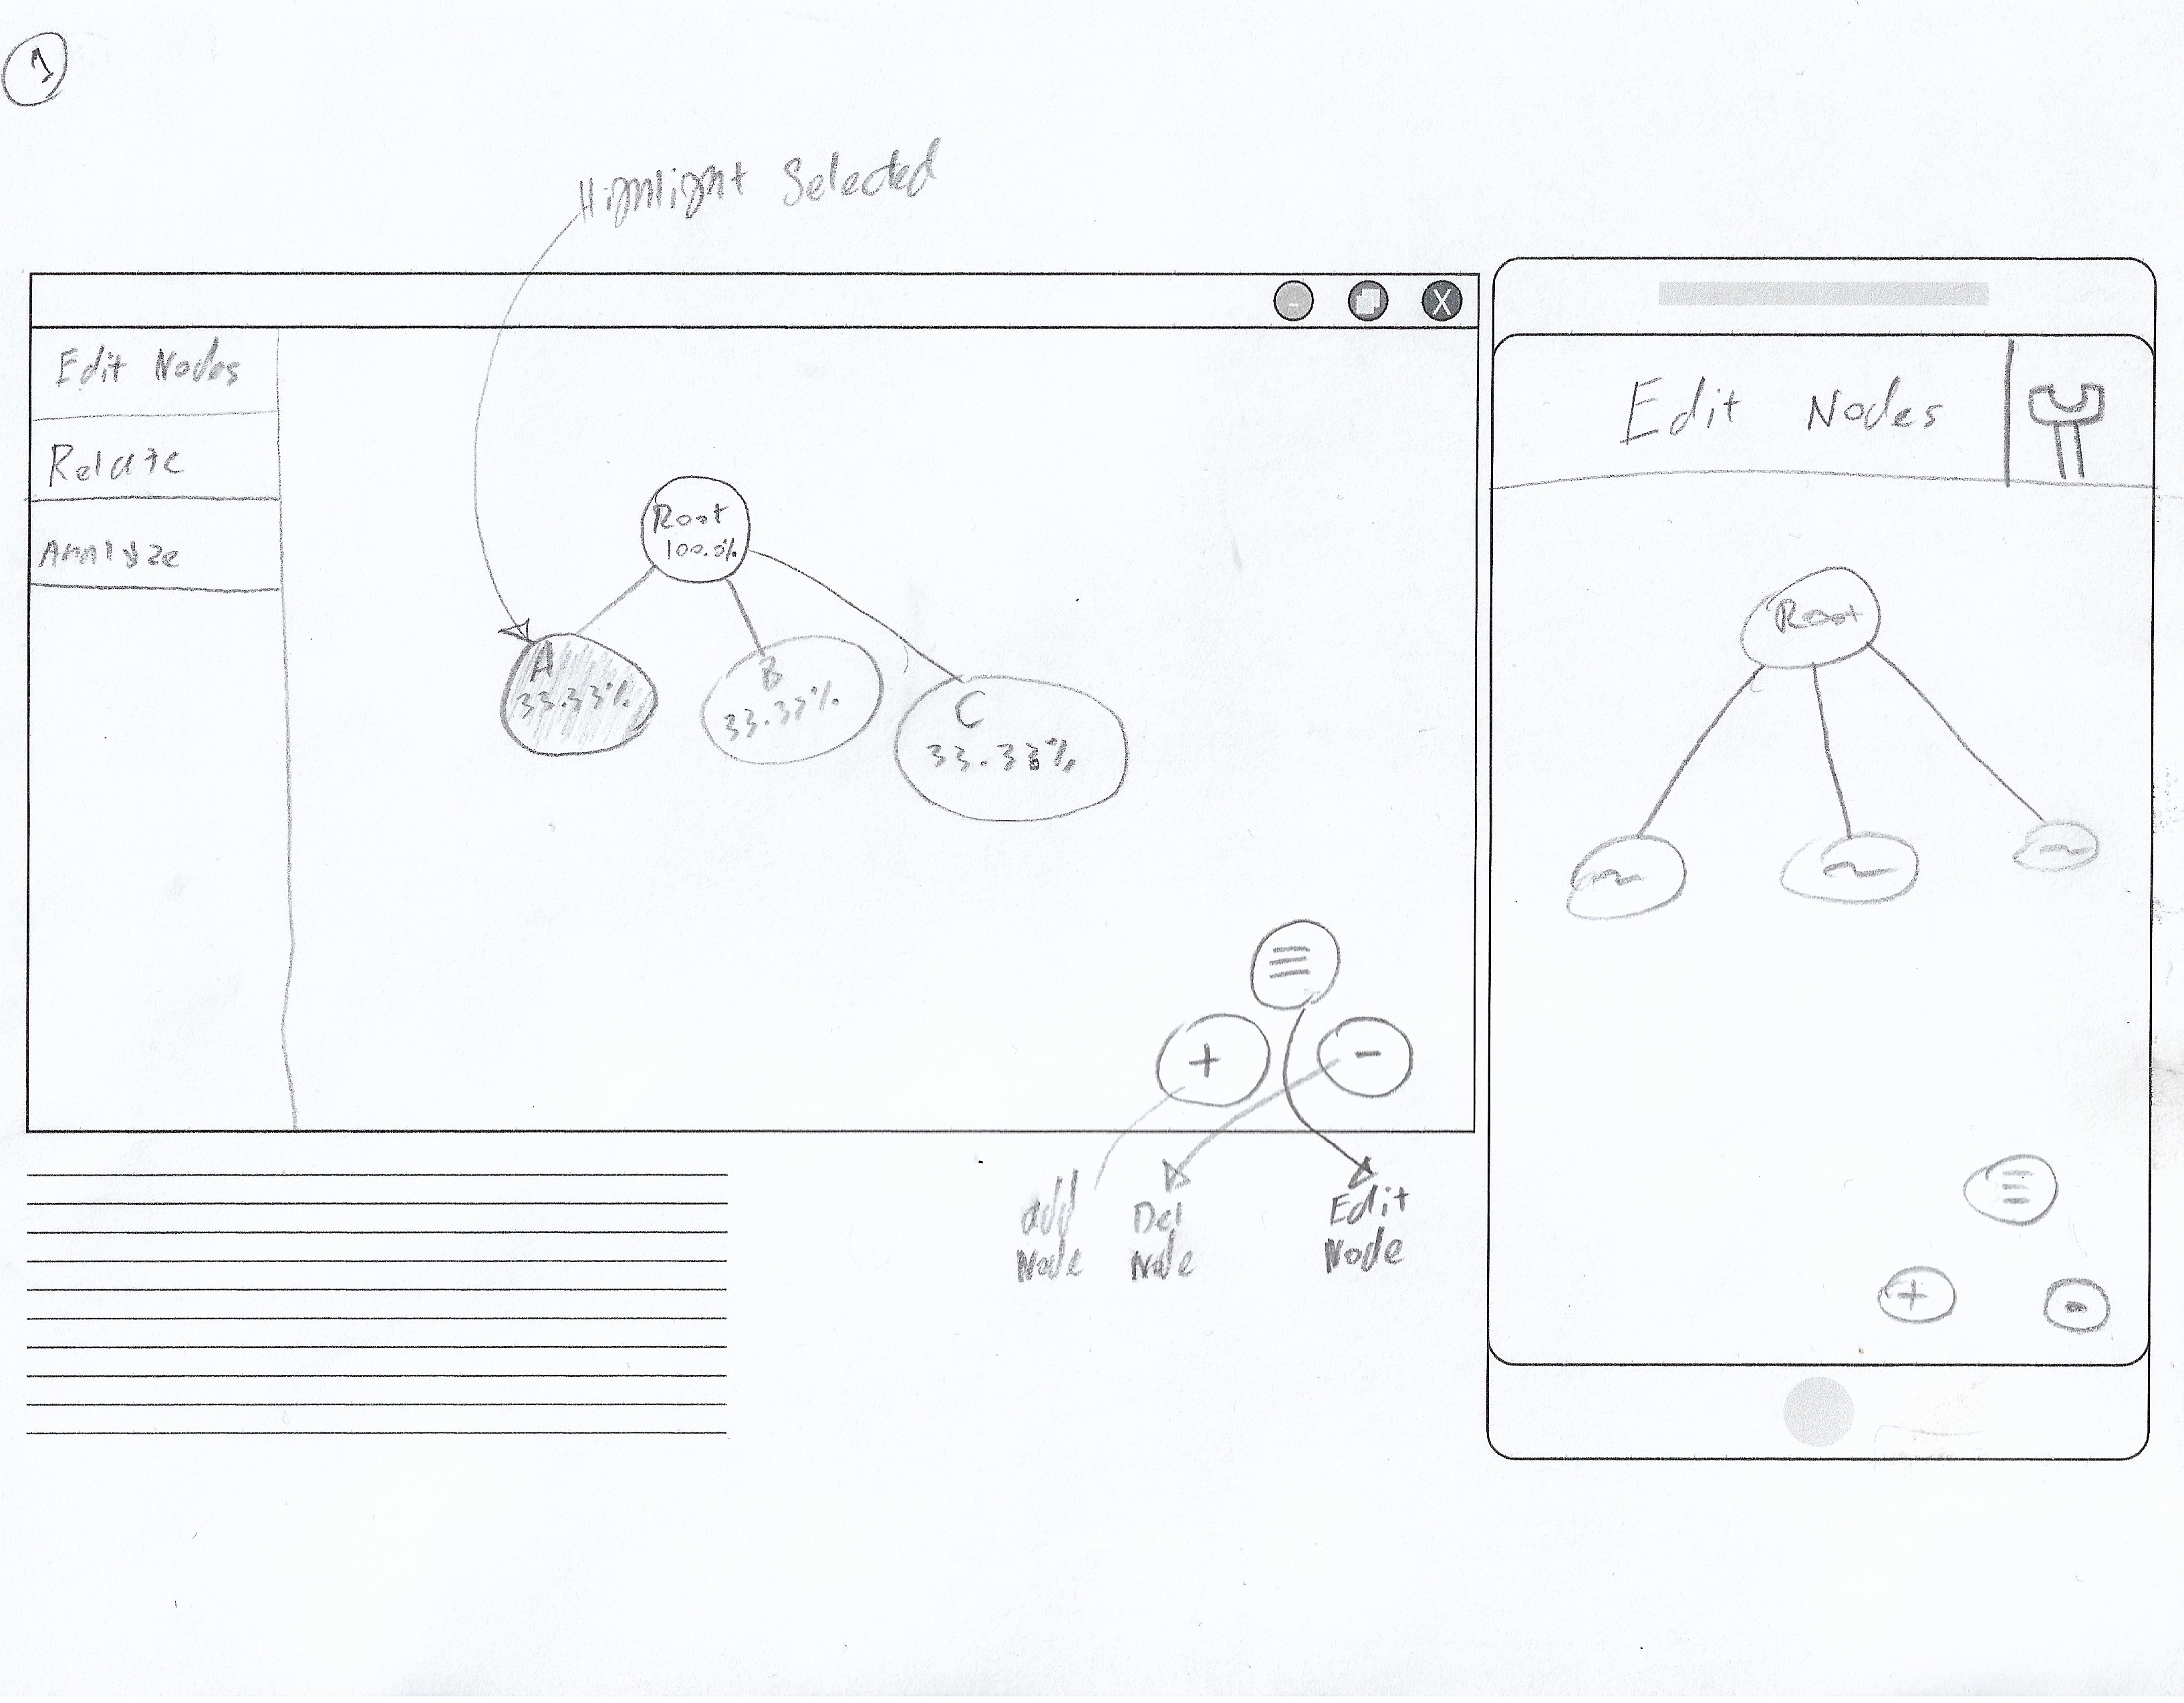 1
Highlight Selected
X
Edit Nodes
Relate
Analyze
Root
100.0%
A
33.33%
B
33.33%
C
33.33%
+
-
add
Node
Del
Node
Edit
Node
Edit Nodes
Root
+
-